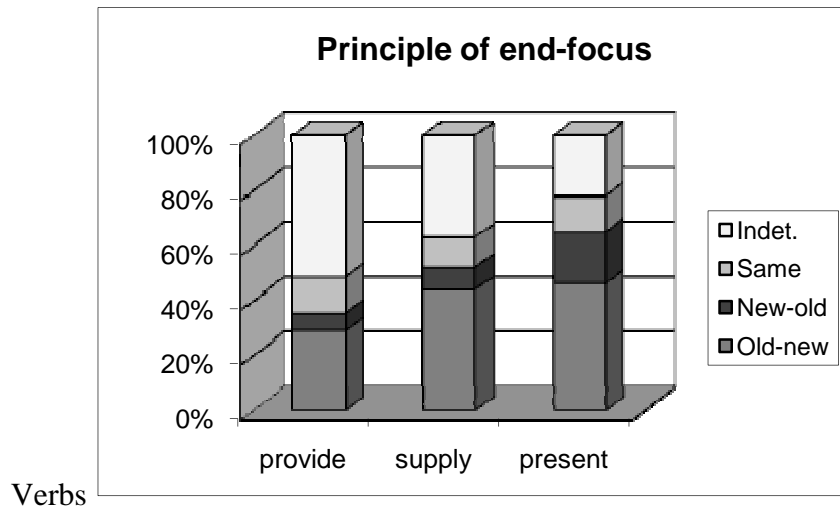 Principle of end-focus
100%
80%
60%
40%
20%
0%
provide supply present
Indet.
Same
New-old
Old-new
Verbs